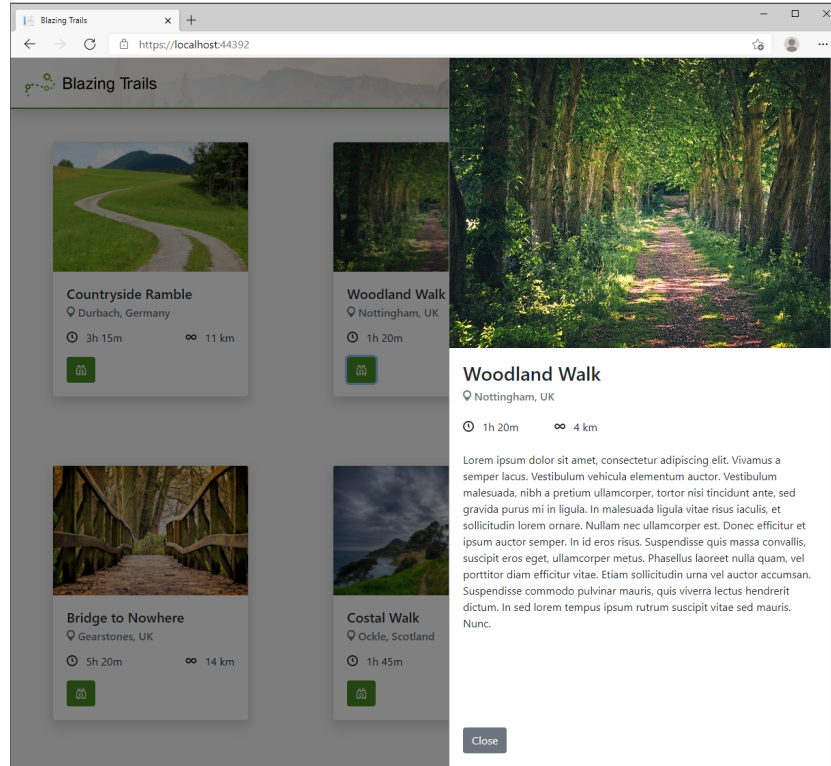 Blazing Trails
https://localhost:44392
Blazing Trails
Countryside Ramble
Durbach, Germany
3h 15m
11 km
Woodland Walk
Nottingham, UK
1h 20m
Bridge to Nowhere
Gearstones, UK
5h 20m
14 km
Costal Walk
Ockle, Scotland
1h 45m
Woodland Walk
Nottingham, UK
1h 20m
4 km
Lorem ipsum dolor sit amet, consectetur adipiscing elit. Vivamus a
semper lacus. Vestibulum vehicula elementum auctor. Vestibulum
malesuada, nibh a pretium ullamcorper, tortor nisi tincidunt ante, sed
gravida purus mi in ligula. In malesuada ligula vitae risus iaculis, et
sollicitudin lorem ornare. Nullam nec ullamcorper est. Donec efficitur et
ipsum auctor semper. In id eros risus. Suspendisse quis massa convallis,
suscipit eros eget, ullamcorper metus. Phasellus laoreet nulla quam, vel
porttitor diam efficitur vitae. Etiam sollicitudin urna vel auctor accumsan.
Suspendisse commodo pulvinar mauris, quis viverra lectus hendrerit
dictum. In sed lorem tempus ipsum rutrum suscipit vitae sed mauris.
Nunc.
Close